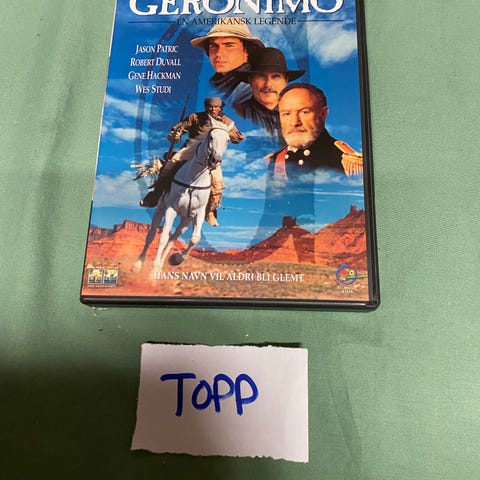 GERONIMO
EN AMERIKANSK LEGENDE
JASON PATRIC
ROBERT DUVALL
GENE HACKMAN
WES STUDI
HANS NAVN VIL ALDRI BLI GLEMT
TOPP